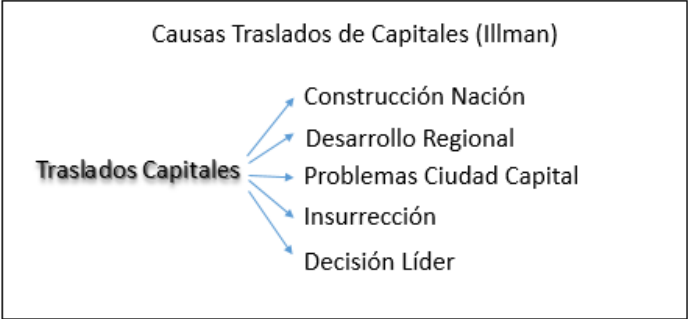 Causas Traslados de Capitales (Illman)
Construcción Nación
Desarrollo Regional
Traslados Capitales
Problemas Ciudad Capital
Insurrección
Decisión Líder